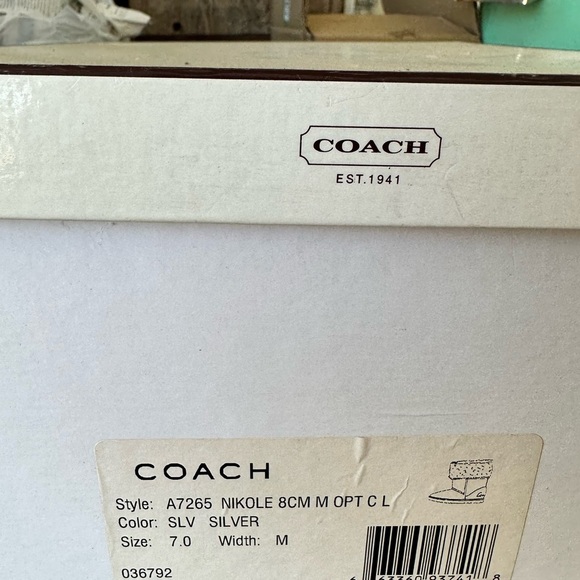 COACH
EST.1941
COACH
Style: A7265 NIKOLE 8CM M OPT C L
Color: SLV SILVER
Size: 7.0 Width: M
036792